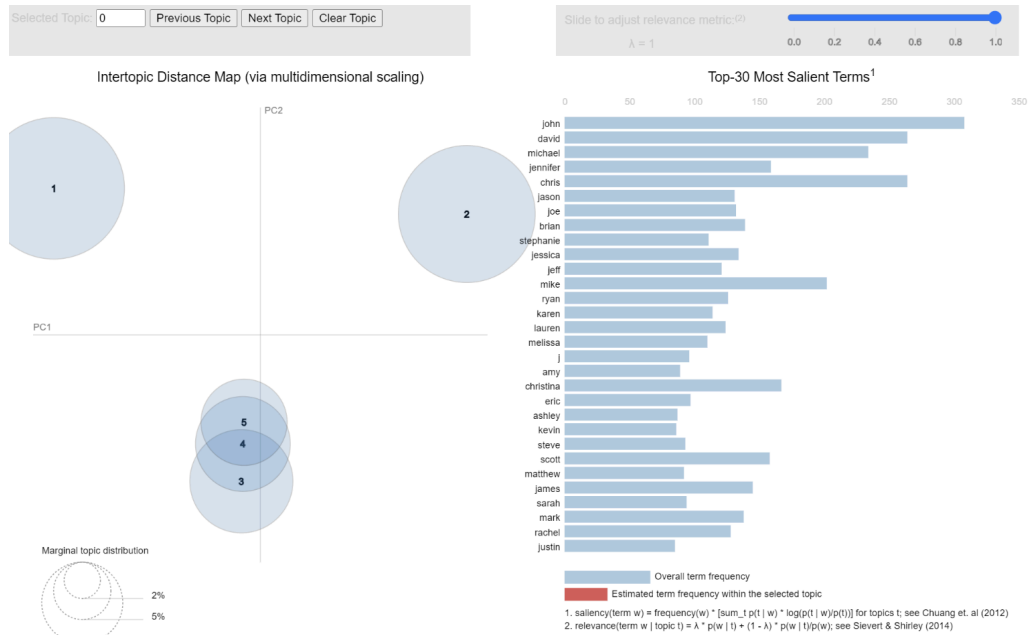 Selected Topic: 0 Previous Topic Next Topic Clear Topic
Slide to adjust relevance metric:(2)
λ = 1
0.0 0.2 0.4 0.6 0.8 1.0
Intertopic Distance Map (via multidimensional scaling)
PC2
PC1
1
2
5
4
3
Marginal topic distribution
2%
5%
Top-30 Most Salient Terms1
0 50 100 150 200 250 300 350
john
david
michael
jennifer
chris
jason
joe
brian
stephanie
jessica
jeff
mike
ryan
karen
lauren
melissa
j
amy
christina
eric
ashley
kevin
steve
scott
matthew
james
sarah
mark
rachel
justin
Overall term frequency
Estimated term frequency within the selected topic
1. saliency(term w) = frequency(w) * [sum_t p(t | w) * log(p(t | w)/p(t))] for topics t; see Chuang et. al (2012)
2. relevance(term w | topic t) = λ * p(w | t) + (1 - λ) * p(w | t)/p(w); see Sievert & Shirley (2014)